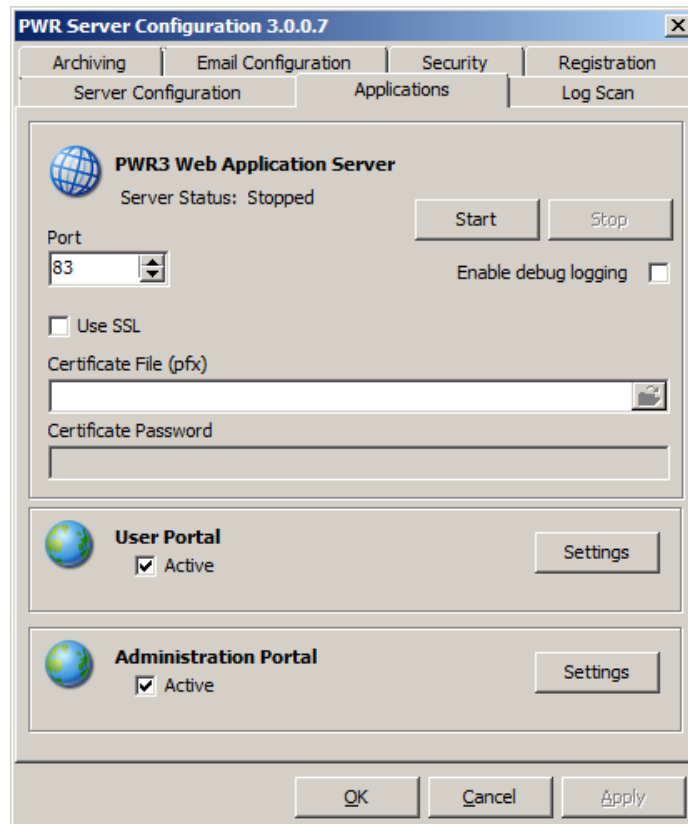 PWR Server Configuration 3.0.0.7
Archiving Email Configuration Security Registration
Server Configuration Applications Log Scan
PWR3 Web Application Server
Server Status: Stopped
Start Stop
Port
83
Enable debug logging
Use SSL
Certificate File (pfx)
Certificate Password
User Portal
Active
Settings
Administration Portal
Active
Settings
OK Cancel Apply